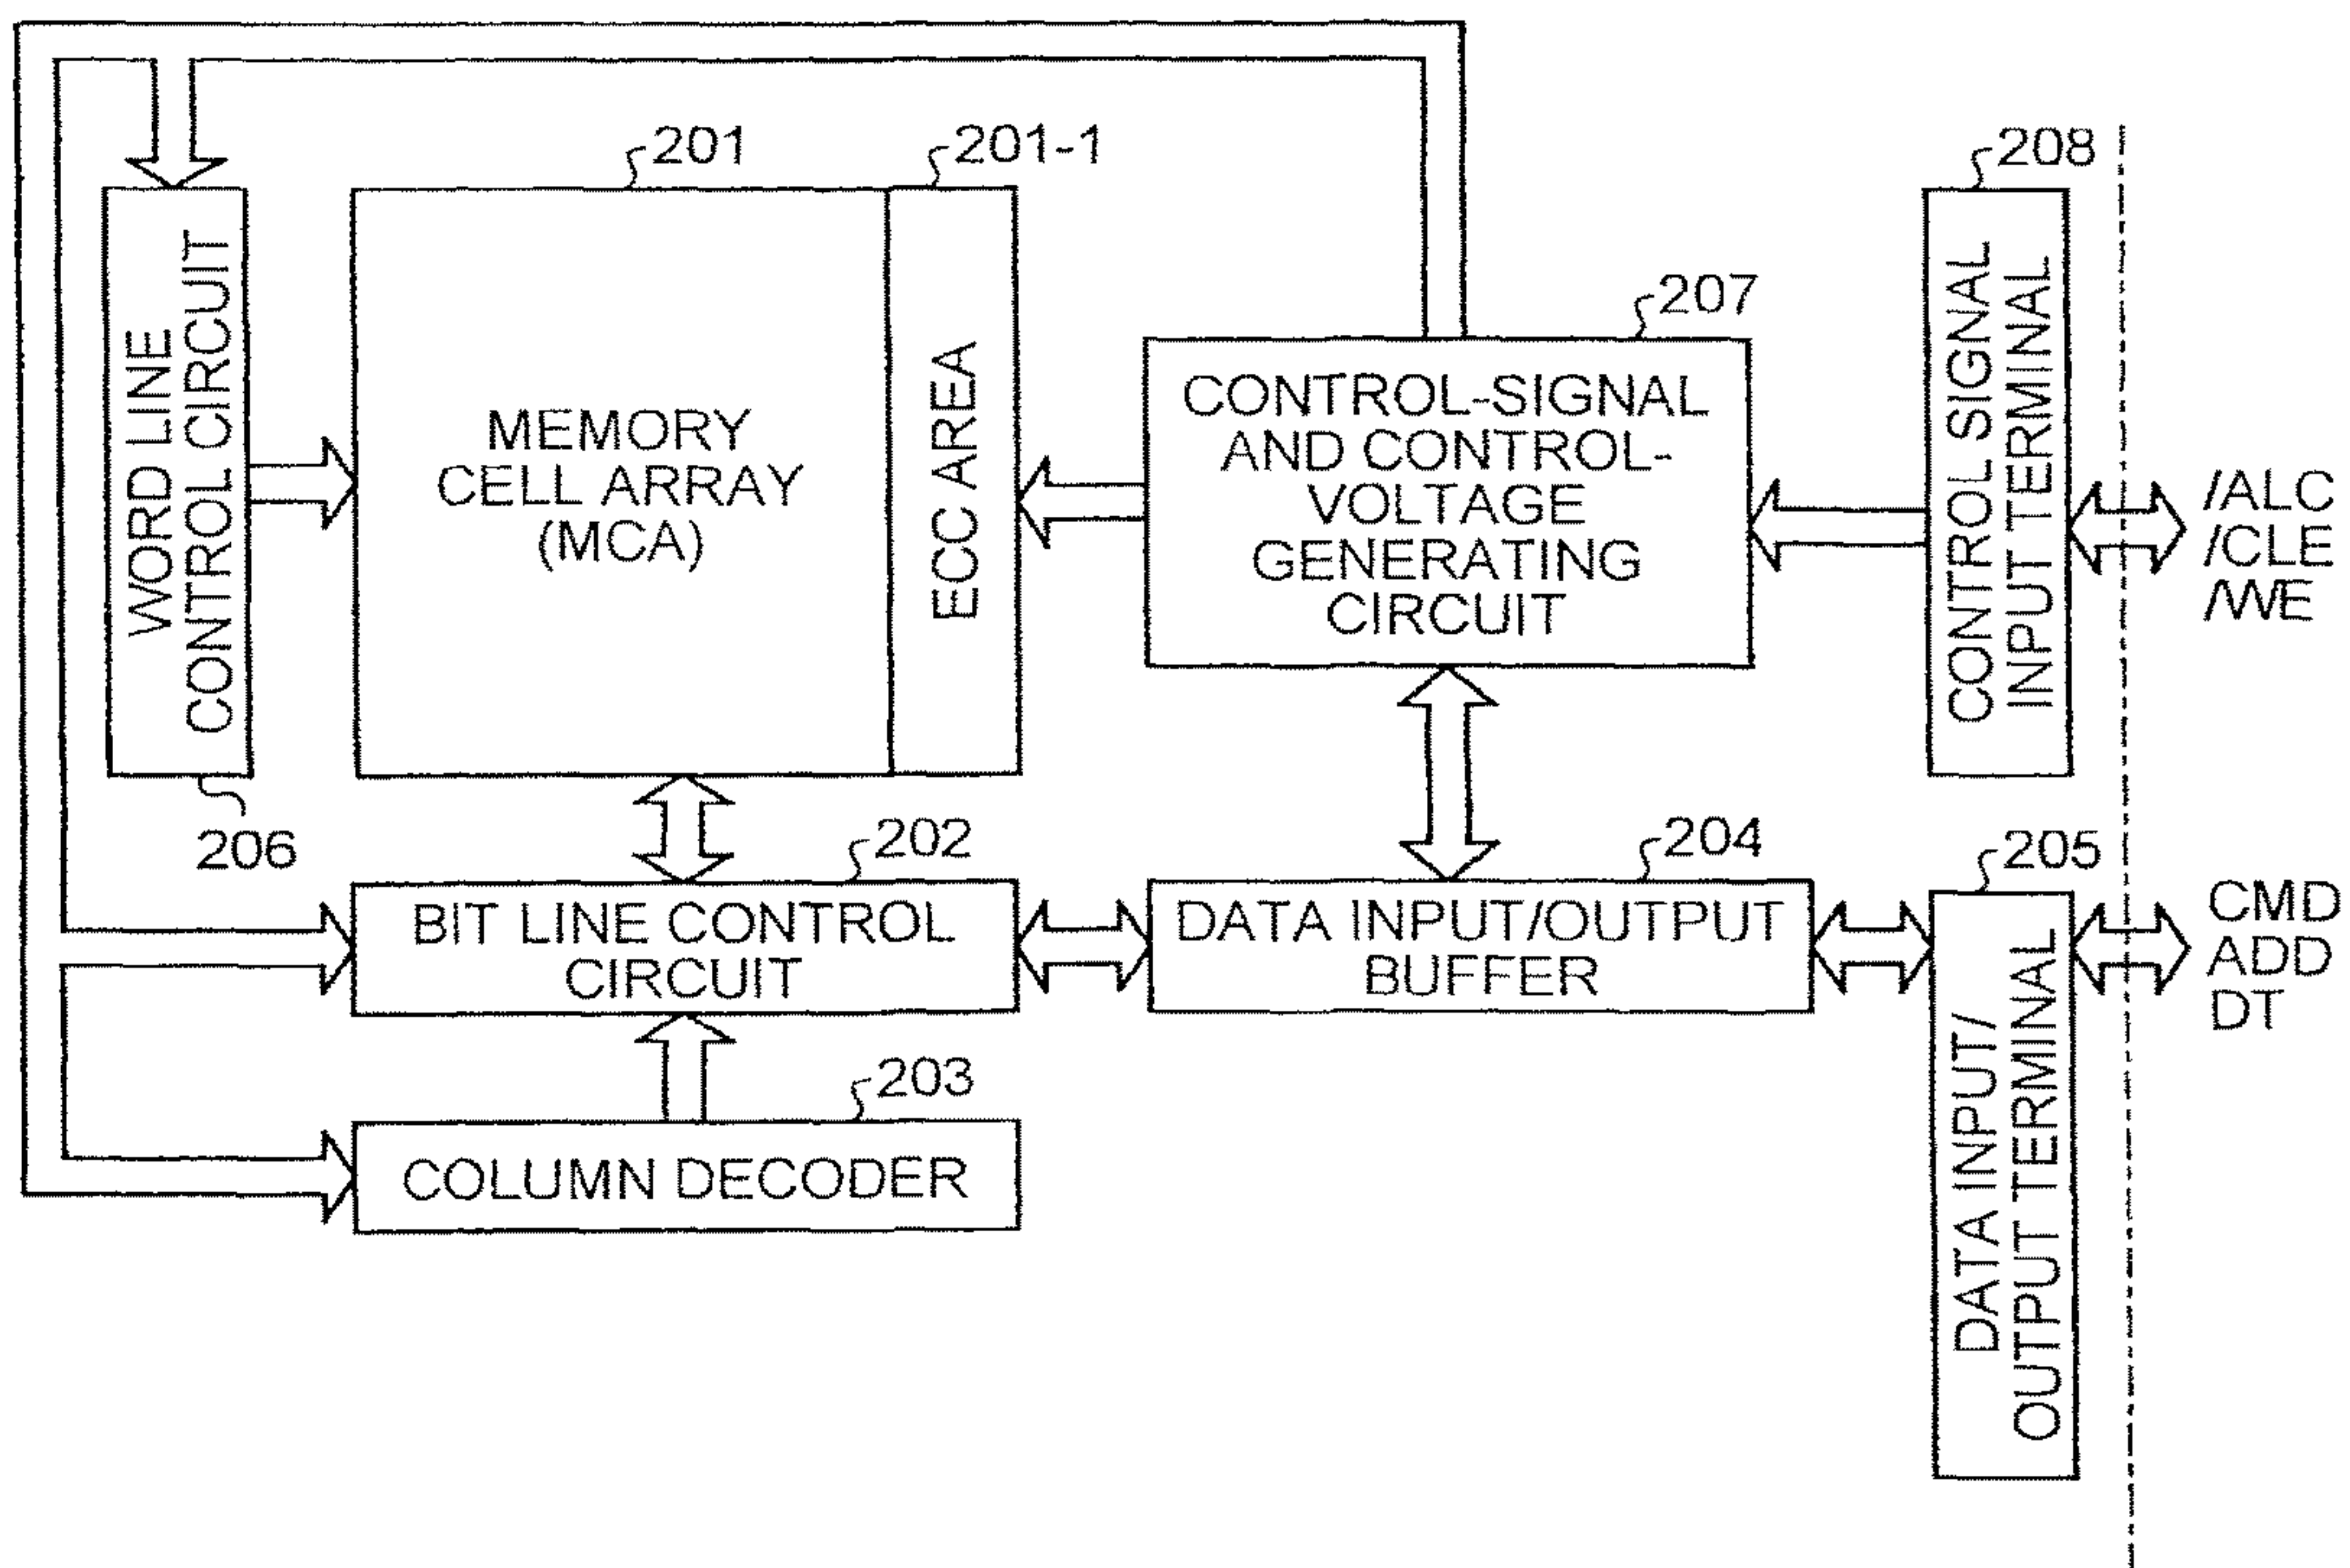 201
201-1
208
207
WORD LINE
CONTROL CIRCUIT
MEMORY
CELL ARRAY
(MCA)
ECC AREA
CONTROL-SIGNAL
AND CONTROL-
VOLTAGE
GENERATING
CIRCUIT
CONTROL SIGNAL
INPUT TERMINAL
/ALC
/CLE
/WE
206
202
204
205
BIT LINE CONTROL
CIRCUIT
DATA INPUT/OUTPUT
BUFFER
DATA INPUT/
OUTPUT TERMINAL
CMD
ADD
DT
203
COLUMN DECODER